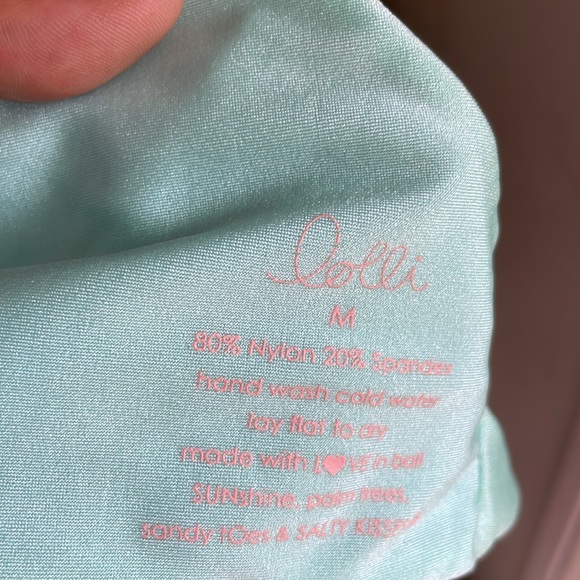 lolli
M
80% Nylon 20% Spandex
hand wash cold water
lay flat to dry
made with L♥VE in bali
SUNshine, palm trees,
sandy tOes & SALTY KISSES